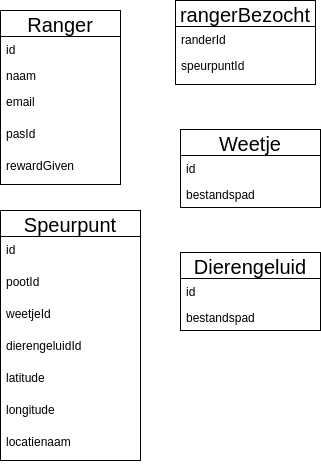 Ranger
id
naam
email
pasId
rewardGiven
rangerBezocht
randerId
speurpuntId
Weetje
id
bestandspad
Speurpunt
id
pootId
weetjeId
dierengeluidId
latitude
longitude
locatienaam
Dierengeluid
id
bestandspad